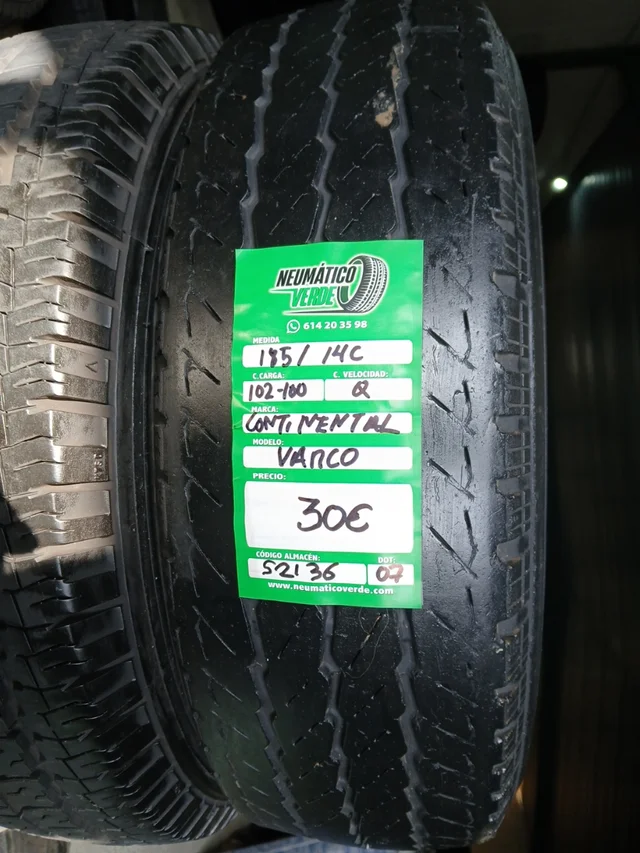 NEUMÁTICO
VERDE
614 20 35 98
MEDIDA
185/14C
C. CARGA: C. VELOCIDAD:
102-100 Q
MARCA:
CONTINENTAL
MODELO:
VANCO
PRECIO:
30€
CÓDIGO ALMACÉN: DOT:
52136 07
www.neumaticoverde.com